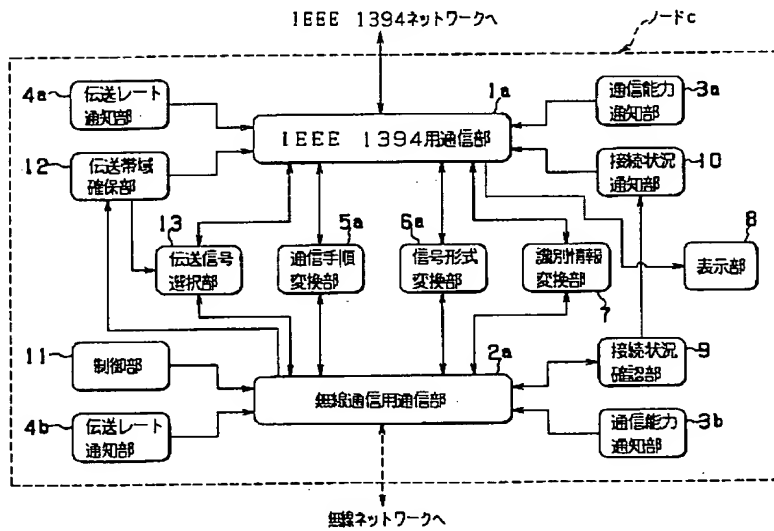 IEEE 1394ネットワークへ
ノードc
4a
伝送レート
通知部
1a
通信能力
通知部
3a
IEEE 1394用通信部
12
伝送帯域
確保部
接続状況
通知部
10
13
伝送信号
選択部
5a
通信手順
変換部
6a
信号形式
変換部
識別情報
変換部
7
8
表示部
11
制御部
2a
無線通信用通信部
接続状況
確認部
9
4b
伝送レート
通知部
通信能力
通知部
3b
無線ネットワークへ